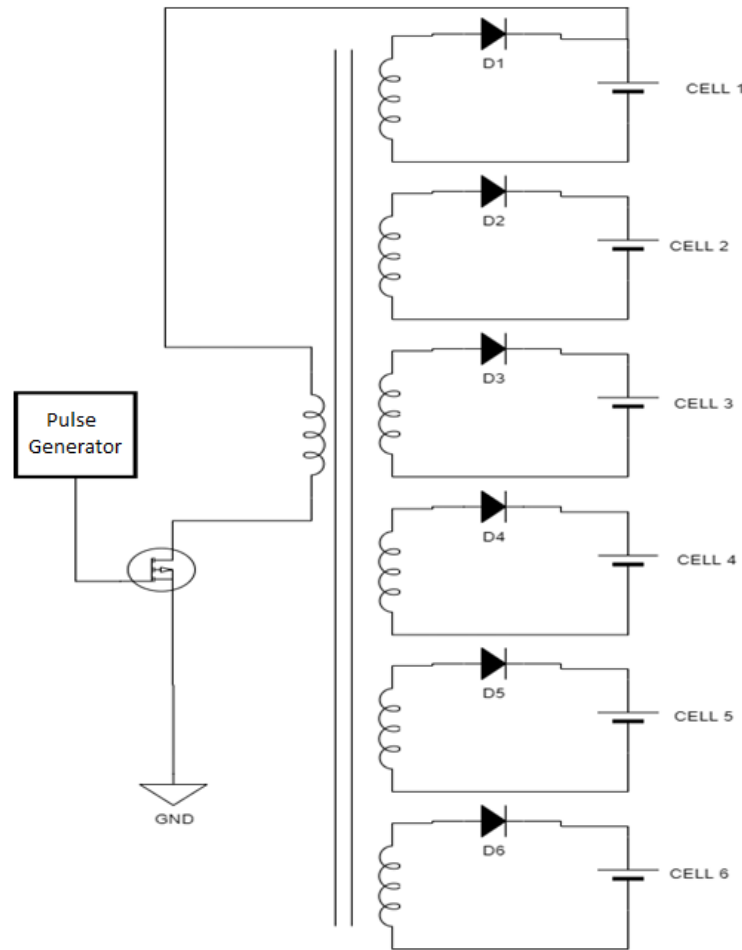 D1
CELL 1
D2
CELL 2
D3
CELL 3
Pulse
Generator
D4
CELL 4
D5
CELL 5
GND
D6
CELL 6